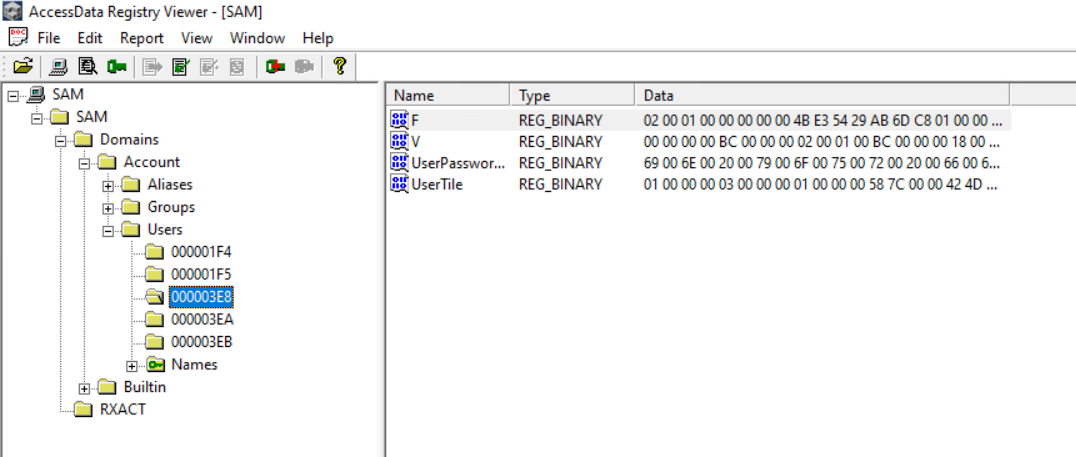 AccessData Registry Viewer - [SAM]
File Edit Report View Window Help
SAM
SAM
Domains
Account
Aliases
Groups
Users
000001F4
000001F5
000003E8
000003EA
000003EB
Names
Builtin
RXACT
Name Type Data
F REG_BINARY 02 00 01 00 00 00 00 00 4B E3 54 29 AB 6D C8 01 00 00 ...
V REG_BINARY 00 00 00 00 BC 00 00 00 02 00 01 00 BC 00 00 00 18 00 ...
UserPasswor... REG_BINARY 69 00 6E 00 20 00 79 00 6F 00 75 00 72 00 20 00 66 00 6...
UserTile REG_BINARY 01 00 00 00 03 00 00 00 01 00 00 00 58 7C 00 00 42 4D ...